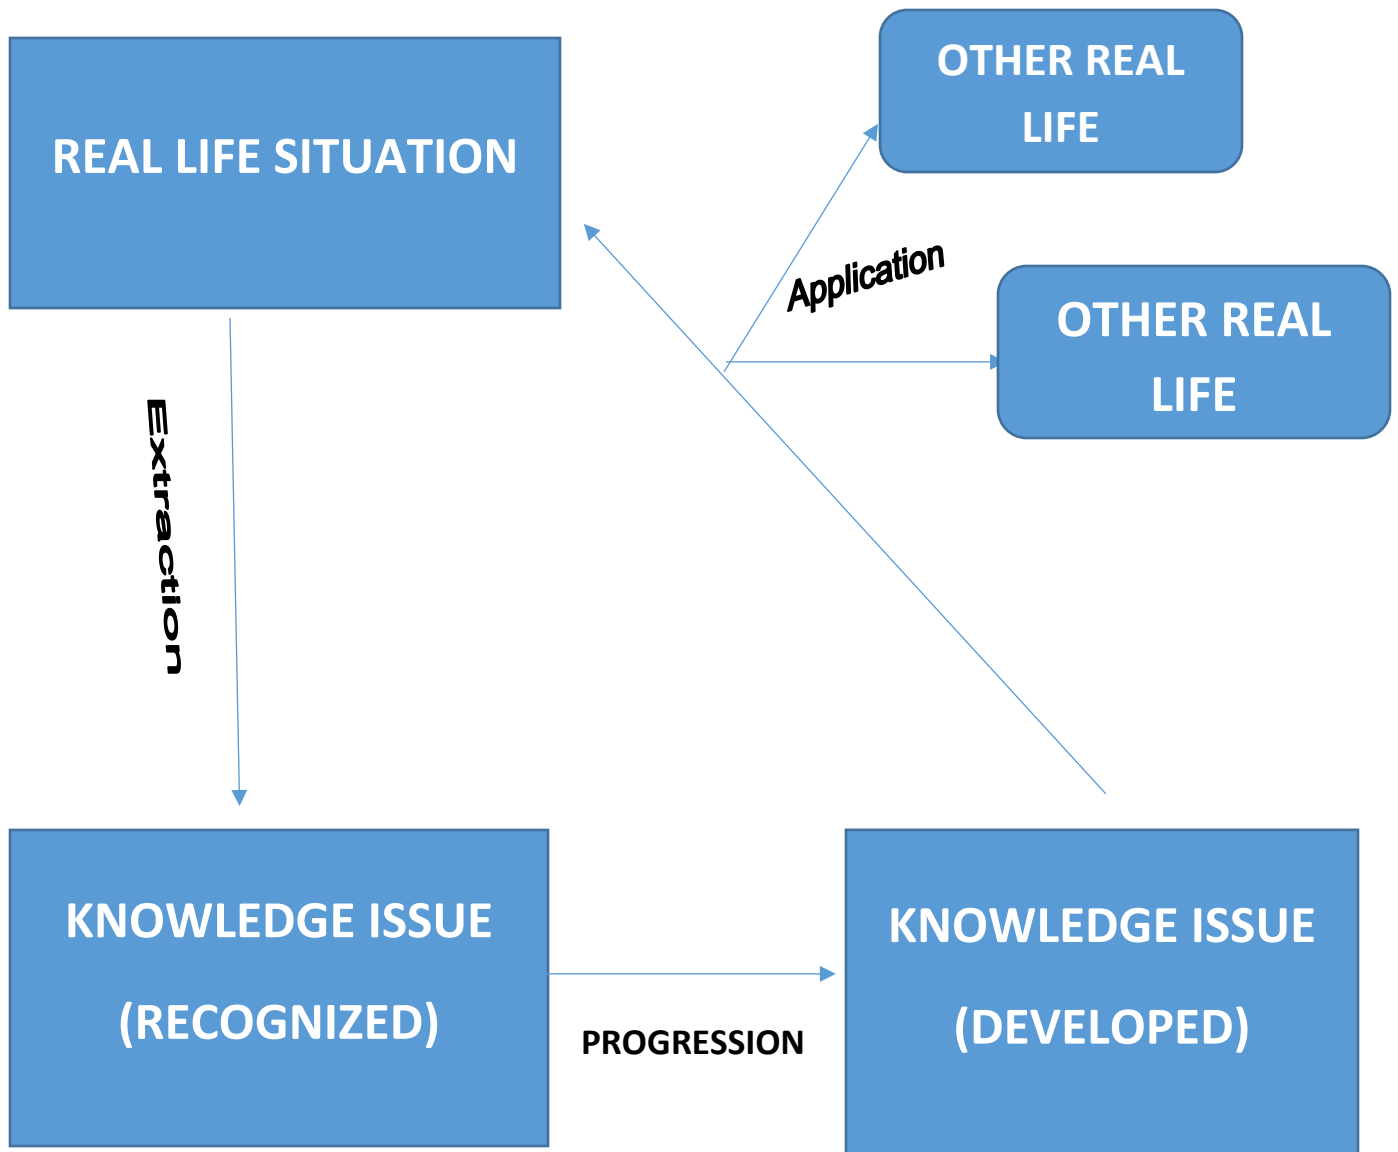 REAL LIFE SITUATION
OTHER REAL
LIFE
Application
OTHER REAL
LIFE
Extraction
KNOWLEDGE ISSUE
(RECOGNIZED)
PROGRESSION
KNOWLEDGE ISSUE
(DEVELOPED)